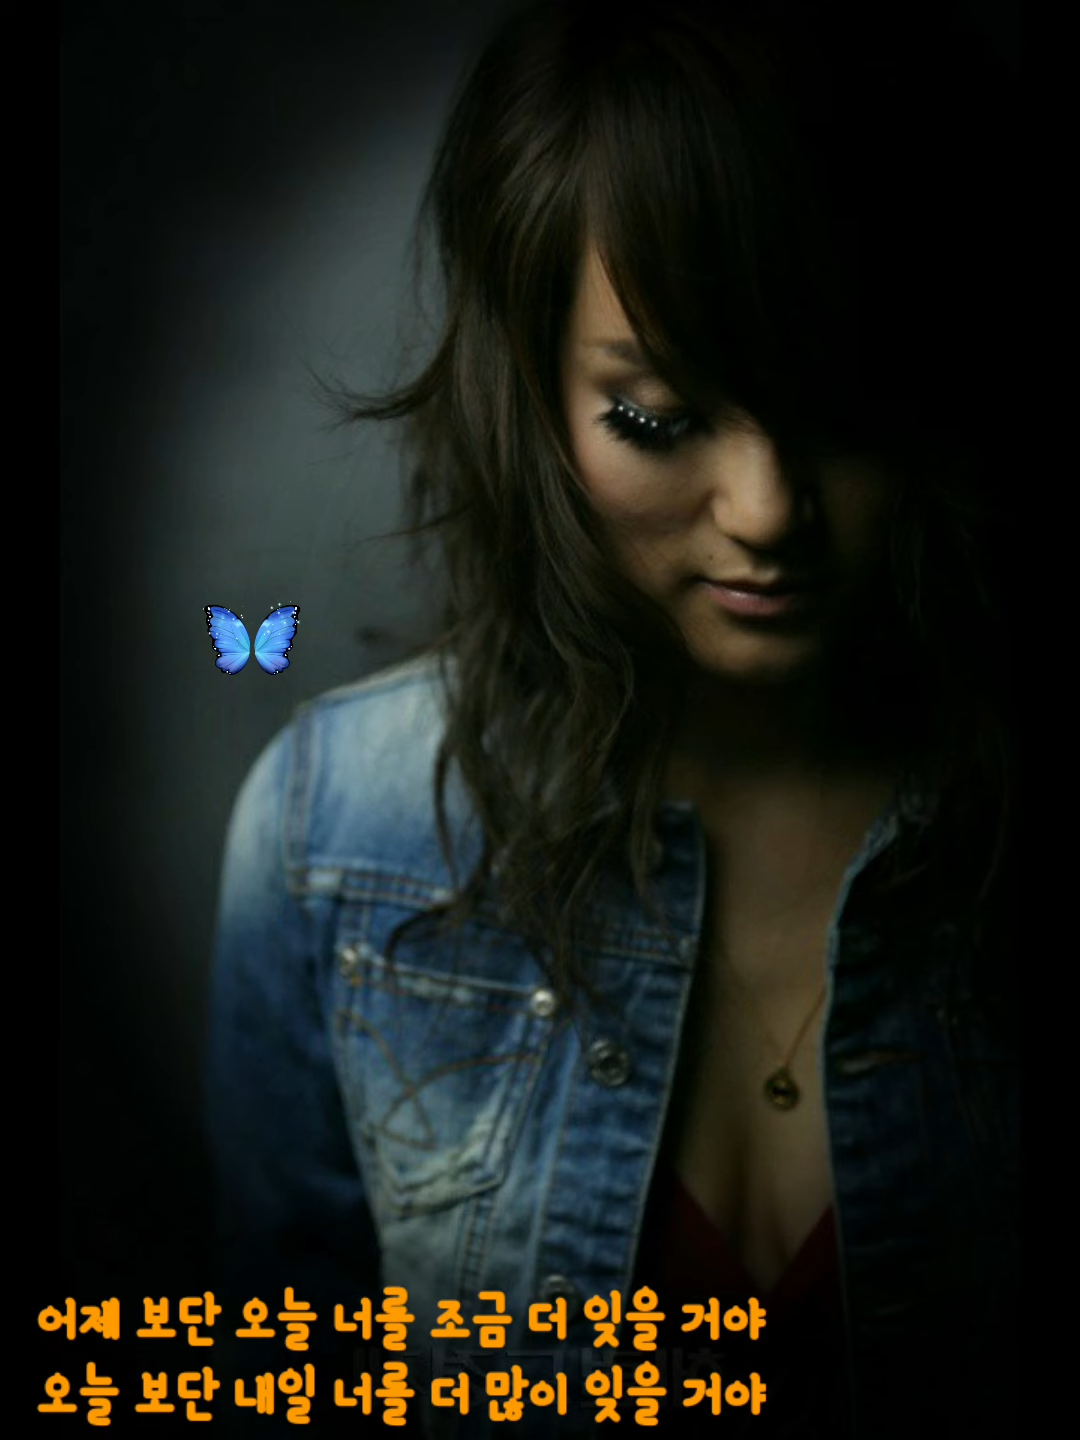 어제 보단 오늘 너를 조금 더 잊을 거야
오늘 보단 내일 너를 더 많이 잊을 거야